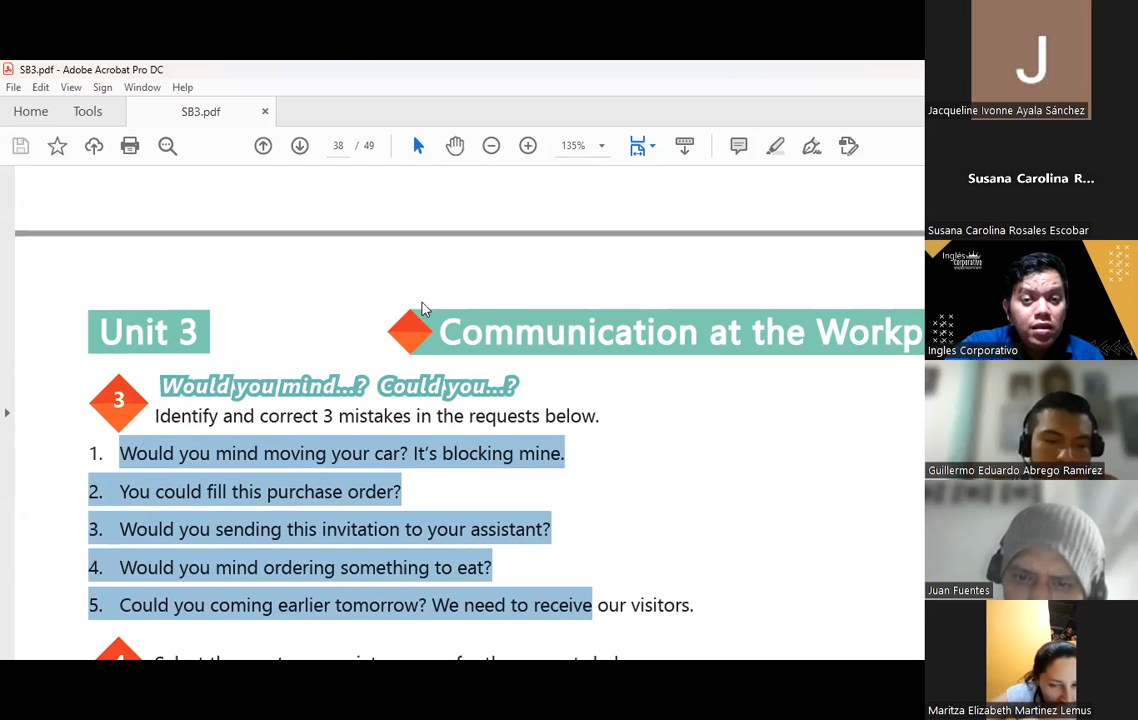 SB3.pdf - Adobe Acrobat Pro DC
File Edit View Sign Window Help
Home Tools SB3.pdf ×
38 / 49 135%
Unit 3 Communication at the Workp
3 Would you mind...? Could you...?
Identify and correct 3 mistakes in the requests below.
1. Would you mind moving your car? It's blocking mine.
2. You could fill this purchase order?
3. Would you sending this invitation to your assistant?
4. Would you mind ordering something to eat?
5. Could you coming earlier tomorrow? We need to receive our visitors.
J
Jacqueline Ivonne Ayala Sánchez
Susana Carolina R...
Susana Carolina Rosales Escobar
Inglés
Corporativo
Ingles Corporativo
Guillermo Eduardo Abrego Ramirez
Juan Fuentes
Maritza Elizabeth Martinez Lemus